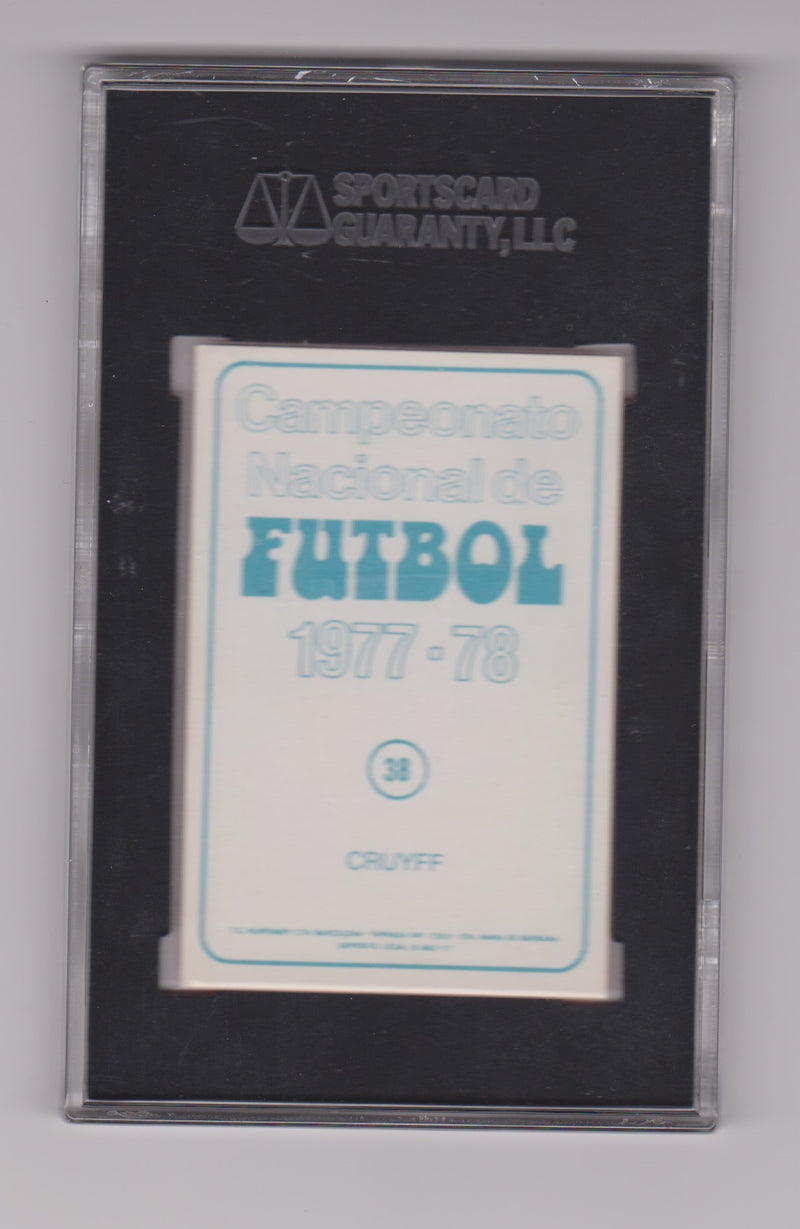 SPORTSCARD
GUARANTY, LLC
Campeonato
Nacional de
FUTBOL
1977 · 78
38
CRUYFF